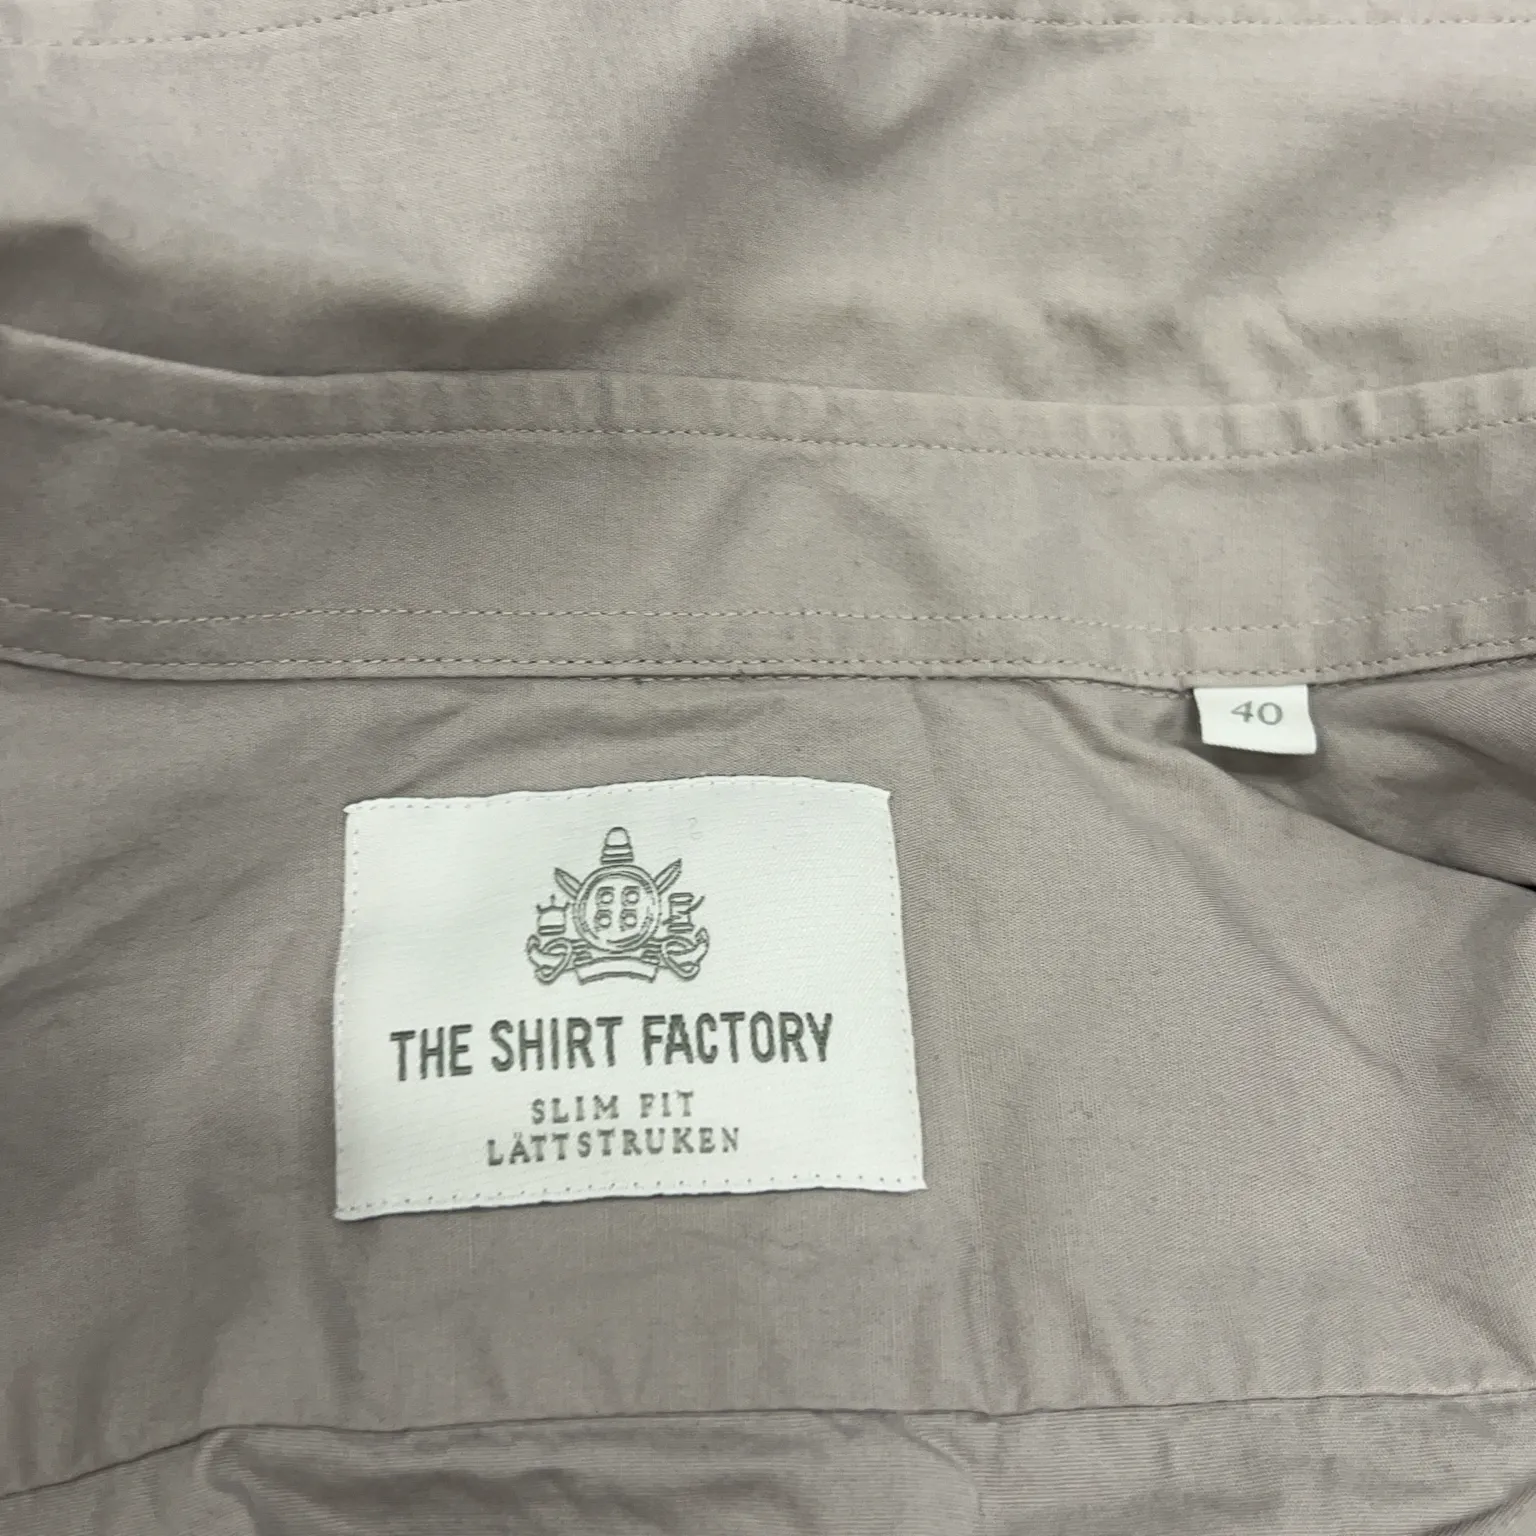 40
THE SHIRT FACTORY
SLIM FIT
LÄTTSTRUKEN